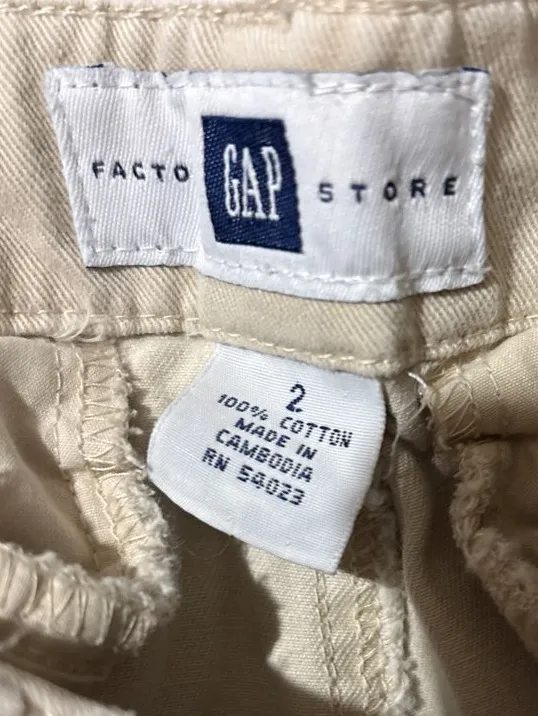 FACTO GAP STORE
2
100% COTTON
MADE IN
CAMBODIA
RN 54023